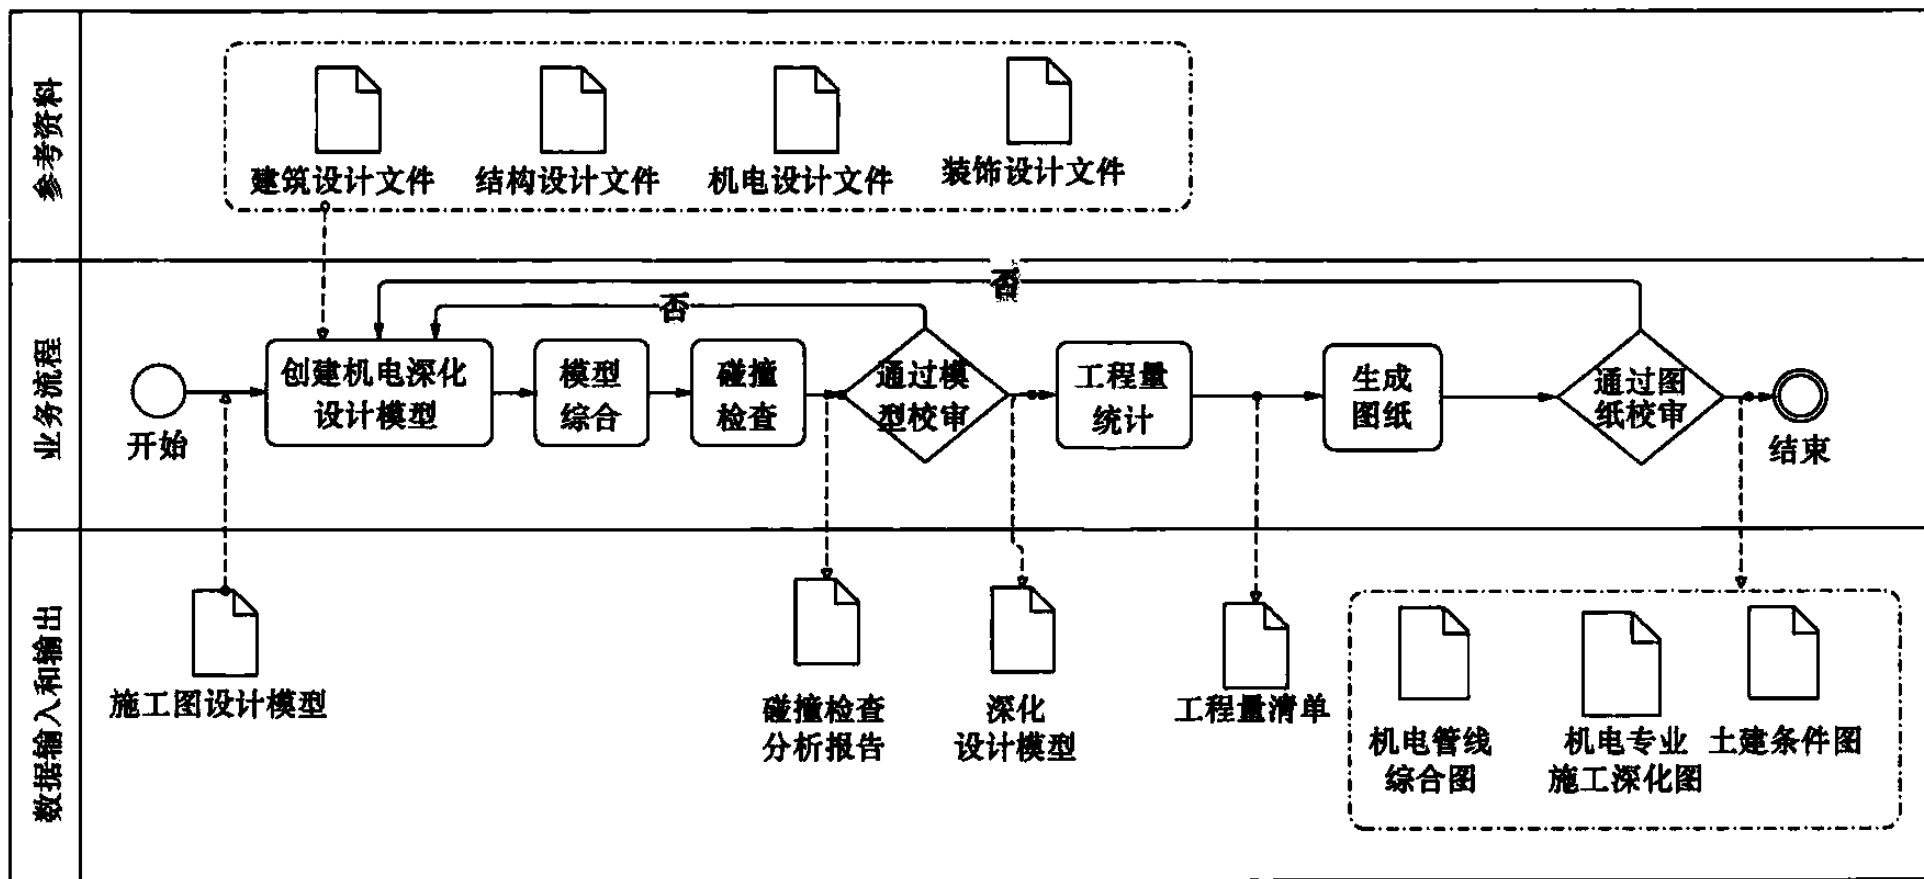 参考资料
建筑设计文件
结构设计文件
机电设计文件
装饰设计文件
业务流程
否
否
开始
创建机电深化
设计模型
模型
综合
碰撞
检查
通过模
型校审
工程量
统计
生成
图纸
通过图
纸校审
结束
数据输入和输出
施工图设计模型
碰撞检查
分析报告
深化
设计模型
工程量清单
机电管线
综合图
机电专业
施工深化图
土建条件图